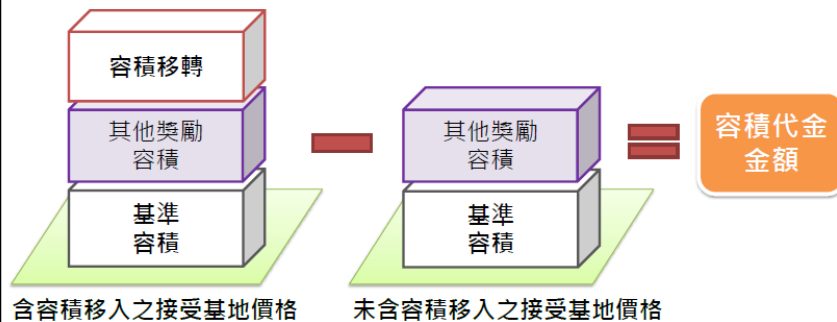 容積移轉
其他獎勵
容積
基準
容積
含容積移入之接受基地價格
其他獎勵
容積
基準
容積
未含容積移入之接受基地價格
容積代金
金額